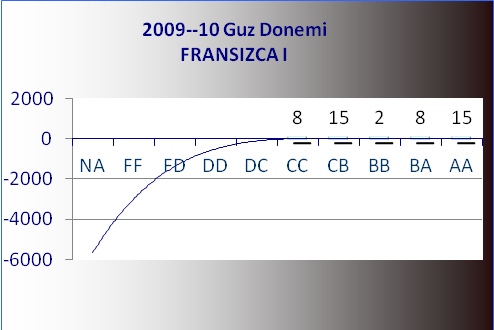 2009--10 Guz Donemi
FRANSIZCA I
2000
8 15 2 8 15
0
NA FF FD DD DC CC CB BB BA AA
-2000
-4000
-6000